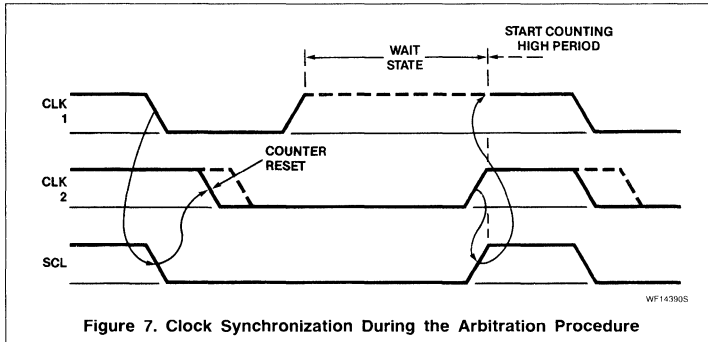 WAIT
STATE
START COUNTING
HIGH PERIOD
CLK
1
COUNTER
RESET
CLK
2
SCL
WF14390S
Figure 7. Clock Synchronization During the Arbitration Procedure